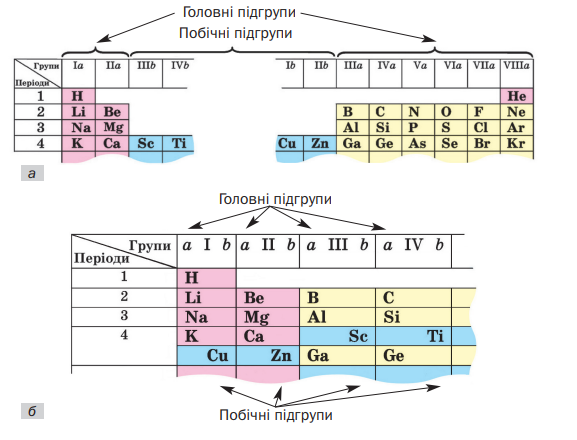 Головні підгрупи
Побічні підгрупи
Групи Ia IIa IIIb IVb Ib IIb IIIa IVa Va VIa VIIa VIIIa
Періоди
1 H He
2 Li Be B C N O F Ne
3 Na Mg Al Si P S Cl Ar
4 K Ca Sc Ti Cu Zn Ga Ge As Se Br Kr
а
Головні підгрупи
Групи a I b a II b a III b a IV b
Періоди
1 H
2 Li Be B C
3 Na Mg Al Si
4 K Ca Sc Ti
Cu Zn Ga Ge
б
Побічні підгрупи